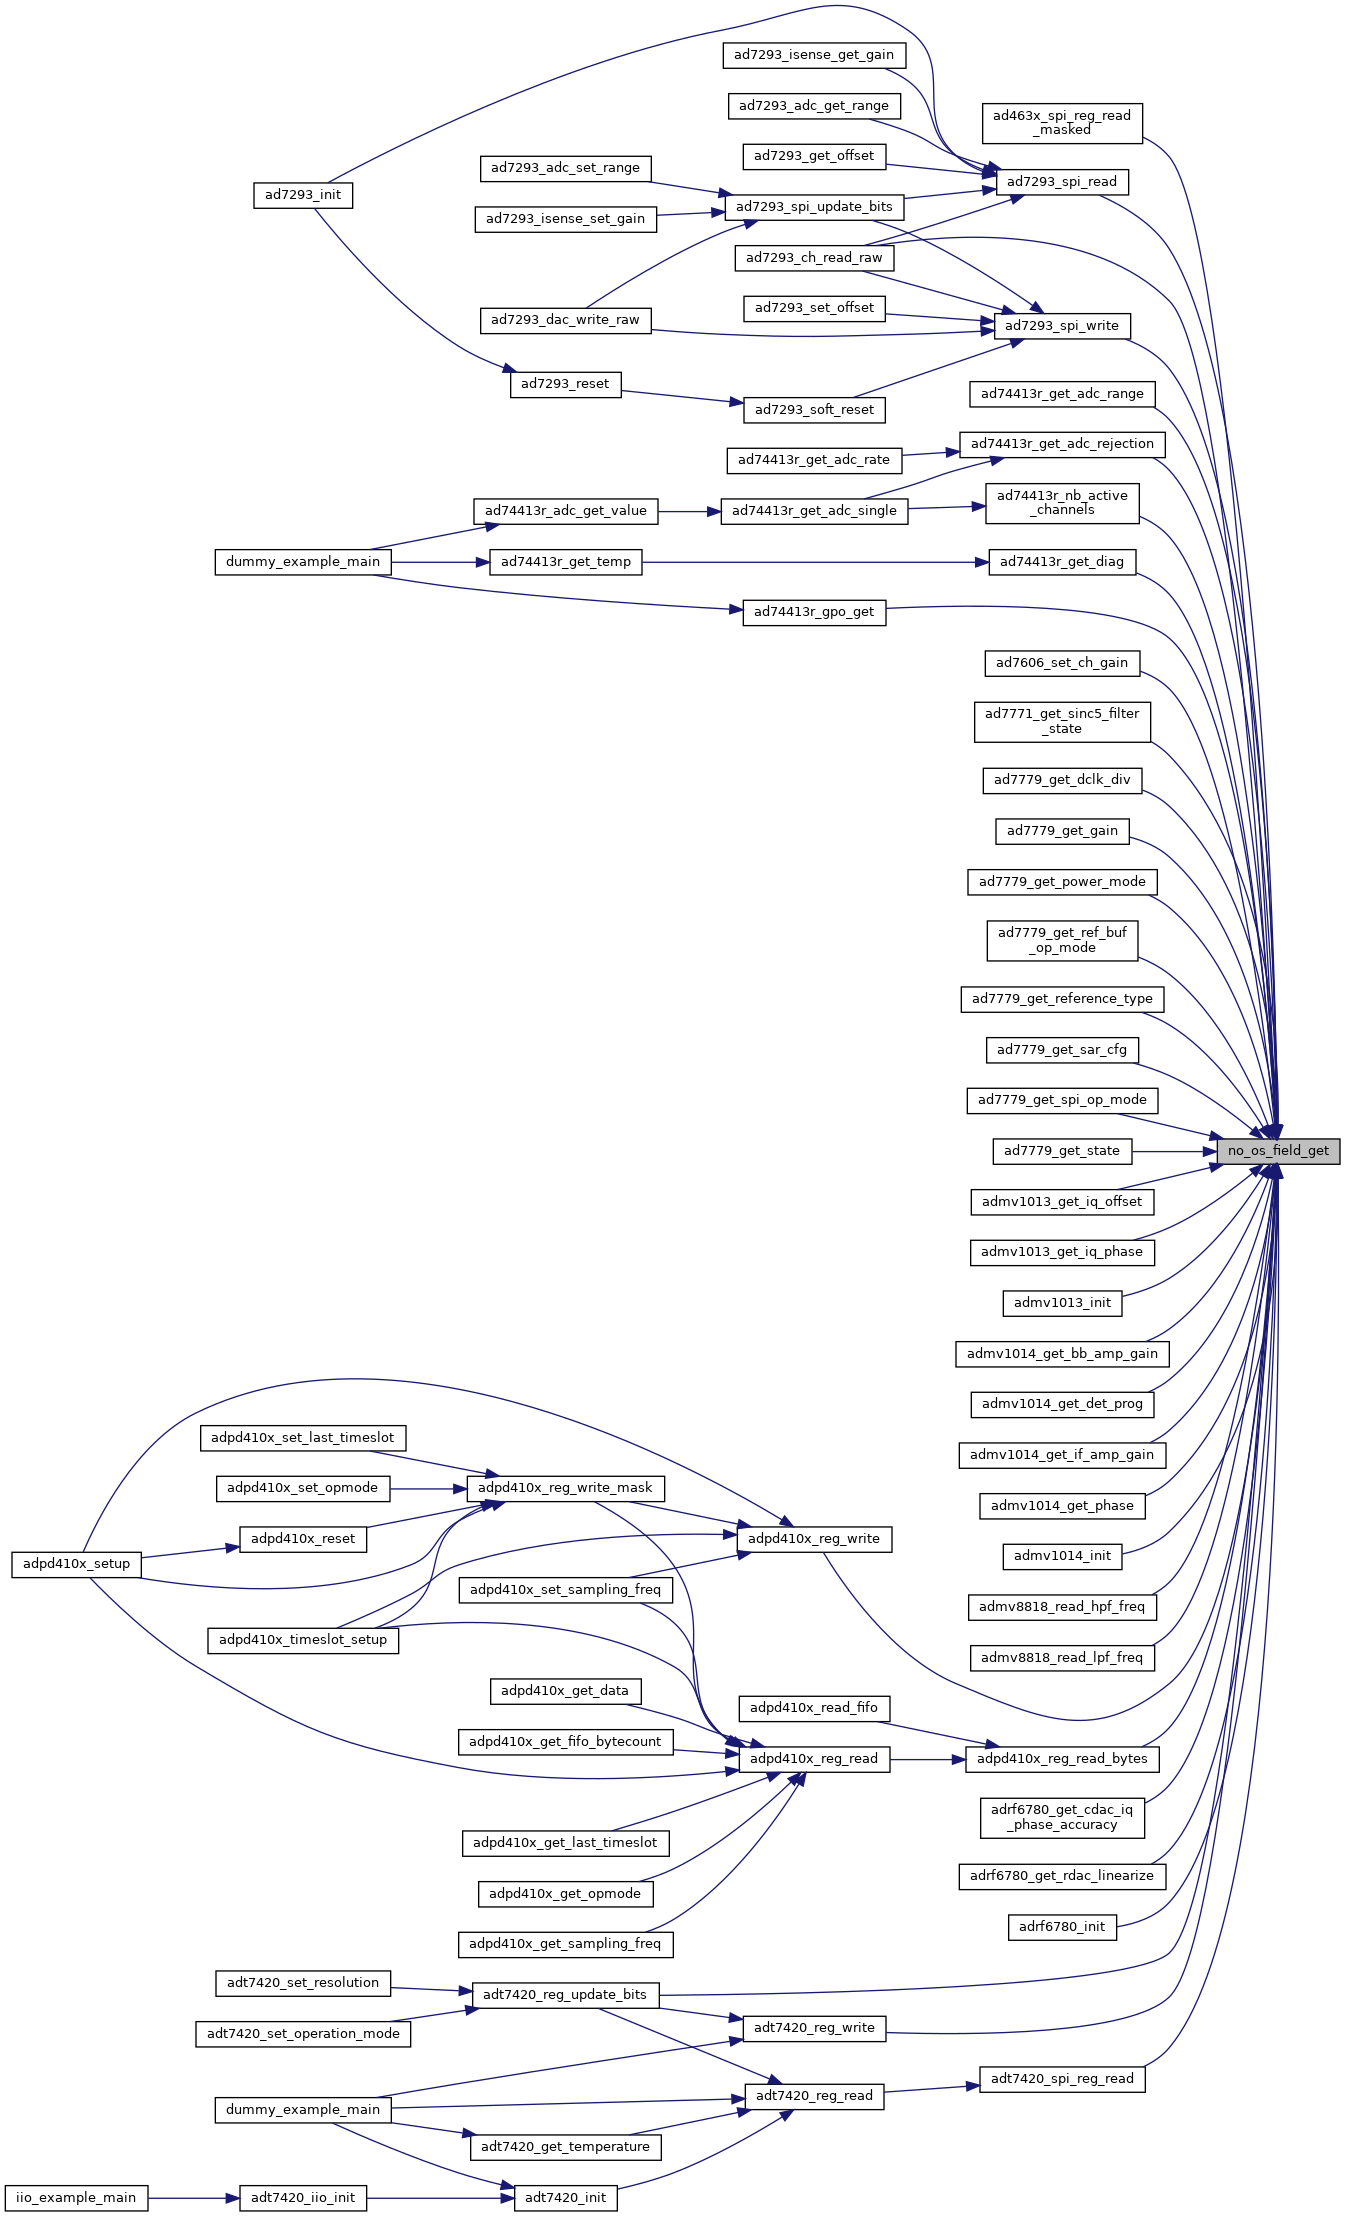 ad7293_isense_get_gain
ad7293_adc_get_range
ad463x_spi_reg_read
_masked
ad7293_get_offset
ad7293_adc_set_range
ad7293_spi_read
ad7293_init
ad7293_spi_update_bits
ad7293_isense_set_gain
ad7293_ch_read_raw
ad7293_set_offset
ad7293_dac_write_raw
ad7293_spi_write
ad7293_reset
ad74413r_get_adc_range
ad7293_soft_reset
ad74413r_get_adc_rejection
ad74413r_get_adc_rate
ad74413r_nb_active
_channels
ad74413r_adc_get_value
ad74413r_get_adc_single
dummy_example_main
ad74413r_get_temp
ad74413r_get_diag
ad74413r_gpo_get
ad7606_set_ch_gain
ad7771_get_sinc5_filter
_state
ad7779_get_dclk_div
ad7779_get_gain
ad7779_get_power_mode
ad7779_get_ref_buf
_op_mode
ad7779_get_reference_type
ad7779_get_sar_cfg
ad7779_get_spi_op_mode
ad7779_get_state
no_os_field_get
admv1013_get_iq_offset
admv1013_get_iq_phase
admv1013_init
admv1014_get_bb_amp_gain
admv1014_get_det_prog
adpd410x_set_last_timeslot
admv1014_get_if_amp_gain
adpd410x_set_opmode
adpd410x_reg_write_mask
admv1014_get_phase
adpd410x_reset
adpd410x_reg_write
admv1014_init
adpd410x_setup
adpd410x_set_sampling_freq
admv8818_read_hpf_freq
adpd410x_timeslot_setup
admv8818_read_lpf_freq
adpd410x_get_data
adpd410x_read_fifo
adpd410x_get_fifo_bytecount
adpd410x_reg_read
adpd410x_reg_read_bytes
adrf6780_get_cdac_iq
_phase_accuracy
adpd410x_get_last_timeslot
adrf6780_get_rdac_linearize
adpd410x_get_opmode
adrf6780_init
adpd410x_get_sampling_freq
adt7420_set_resolution
adt7420_reg_update_bits
adt7420_set_operation_mode
adt7420_reg_write
adt7420_spi_reg_read
adt7420_reg_read
dummy_example_main
adt7420_get_temperature
iio_example_main
adt7420_iio_init
adt7420_init